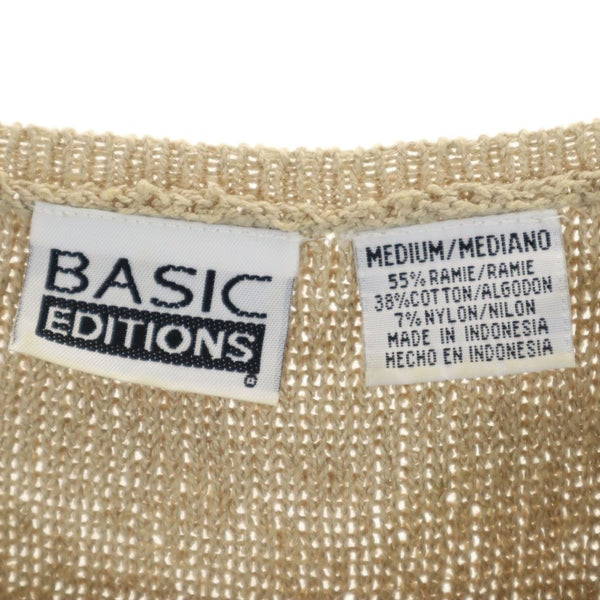 BASIC
EDITIONS
®
MEDIUM/MEDIANO
55% RAMIE/RAMIE
38% COTTON/ALGODON
7% NYLON/NILON
MADE IN INDONESIA
HECHO EN INDONESIA